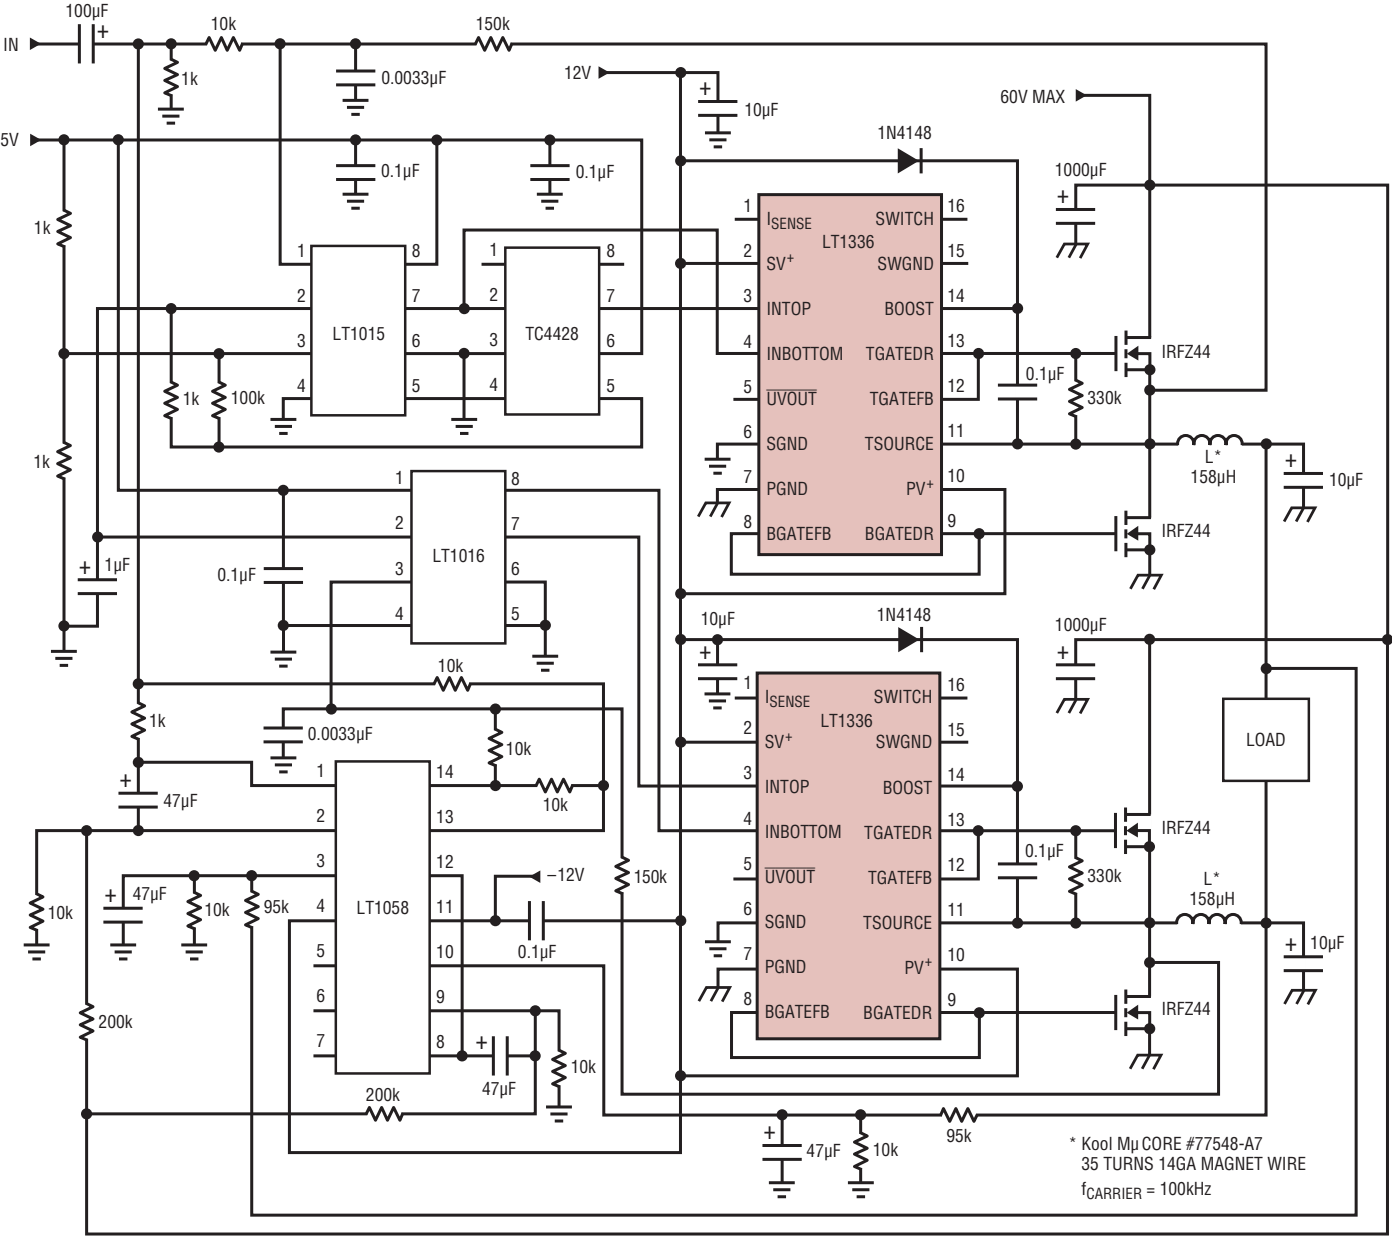 100µF
+
IN
10k
150k
1k
0.0033µF
12V
+
10µF
60V MAX
5V
0.1µF
0.1µF
1N4148
1000µF
+
1k
1 ISENSE SWITCH 16
LT1336
2 SV+ SWGND 15
3 INTOP BOOST 14
4 INBOTTOM TGATEDR 13
5 UVOUT TGATEFB 12
6 SGND TSOURCE 11
7 PGND PV+ 10
8 BGATEFB BGATEDR 9
1 8
2 7
LT1015
3 6
4 5
1 8
2 7
TC4428
3 6
4 5
IRFZ44
0.1µF
330k
1k
100k
1k
L*
158µH
+
10µF
IRFZ44
1 8
2 7
LT1016
3 6
4 5
0.1µF
+
1µF
10µF
+
1N4148
1000µF
+
10k
1k
0.0033µF
10k
10k
1 ISENSE SWITCH 16
LT1336
2 SV+ SWGND 15
3 INTOP BOOST 14
4 INBOTTOM TGATEDR 13
5 UVOUT TGATEFB 12
6 SGND TSOURCE 11
7 PGND PV+ 10
8 BGATEFB BGATEDR 9
LOAD
+
47µF
1 14
2 13
3 12
LT1058
4 11
5 10
6 9
7 8
IRFZ44
0.1µF
330k
10k
+
47µF
10k
95k
–12V
0.1µF
150k
L*
158µH
+
10µF
IRFZ44
200k
+
47µF
10k
200k
+
47µF
10k
95k
* Kool Mµ CORE #77548-A7
35 TURNS 14GA MAGNET WIRE
fCARRIER = 100kHz